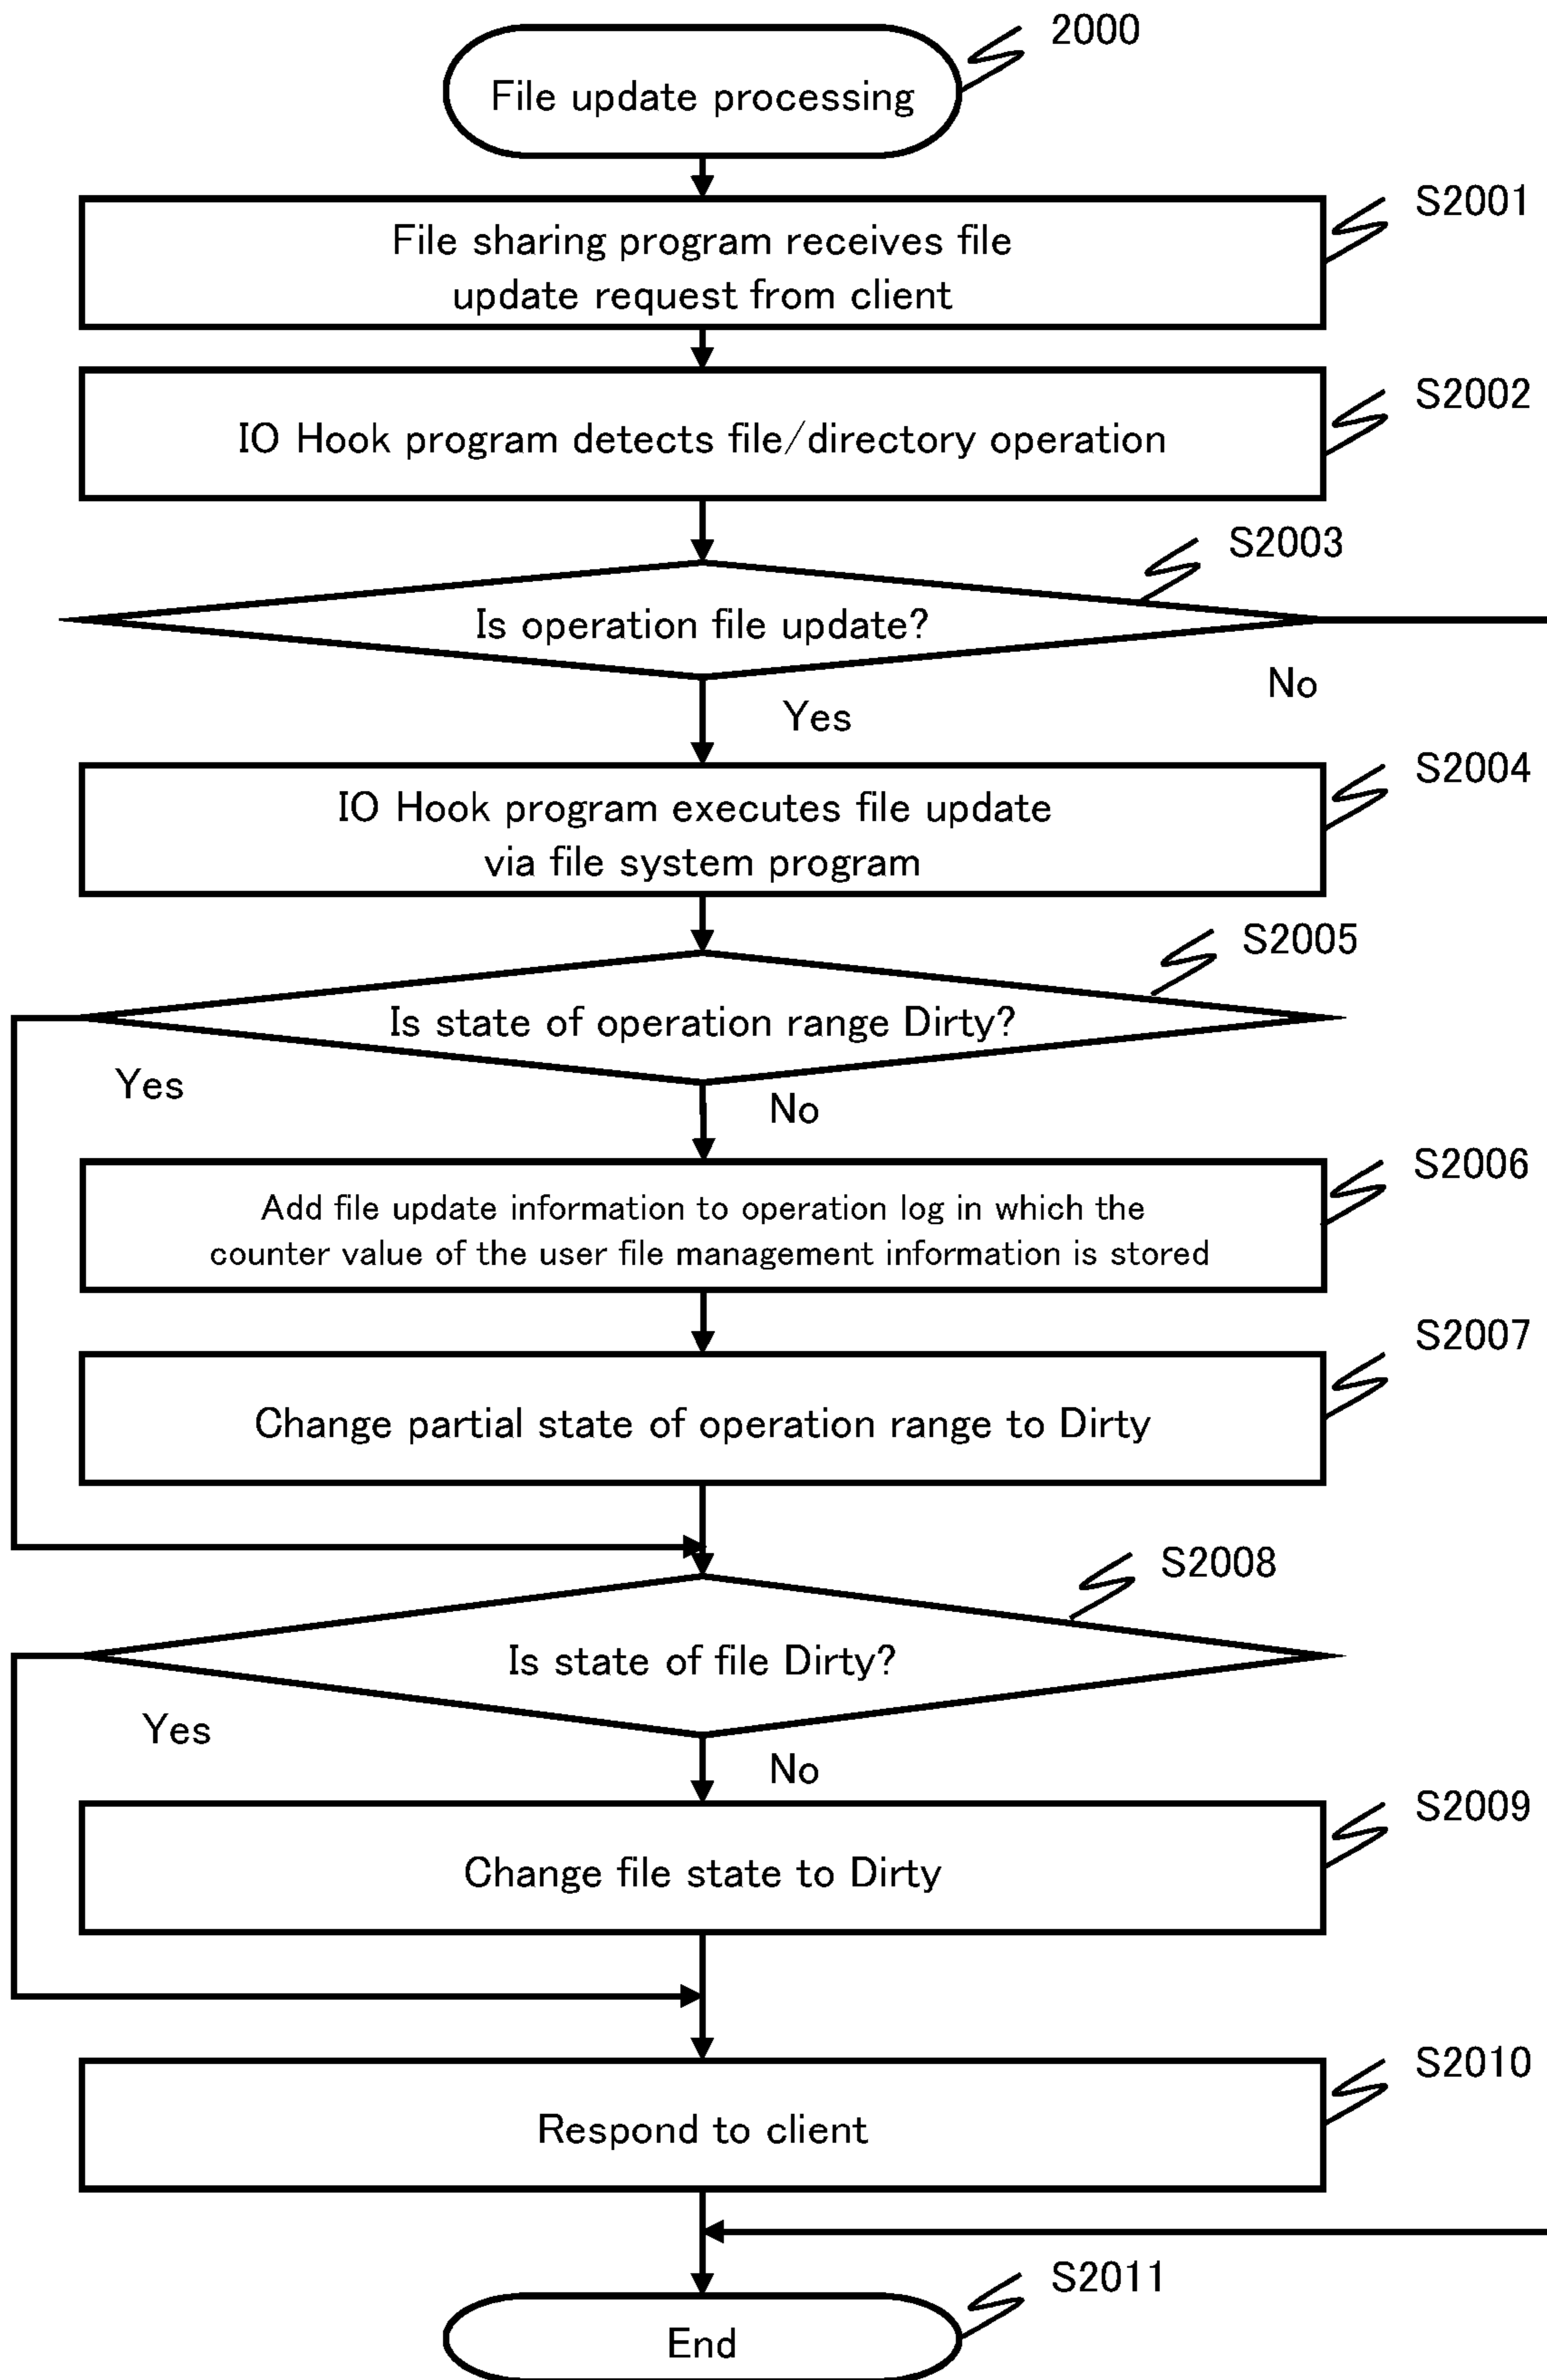 2000
File update processing
S2001
File sharing program receives file
update request from client
S2002
IO Hook program detects file/directory operation
S2003
Is operation file update?
No
Yes
S2004
IO Hook program executes file update
via file system program
S2005
Is state of operation range Dirty?
Yes
No
S2006
Add file update information to operation log in which the
counter value of the user file management information is stored
S2007
Change partial state of operation range to Dirty
S2008
Is state of file Dirty?
Yes
No
S2009
Change file state to Dirty
S2010
Respond to client
S2011
End